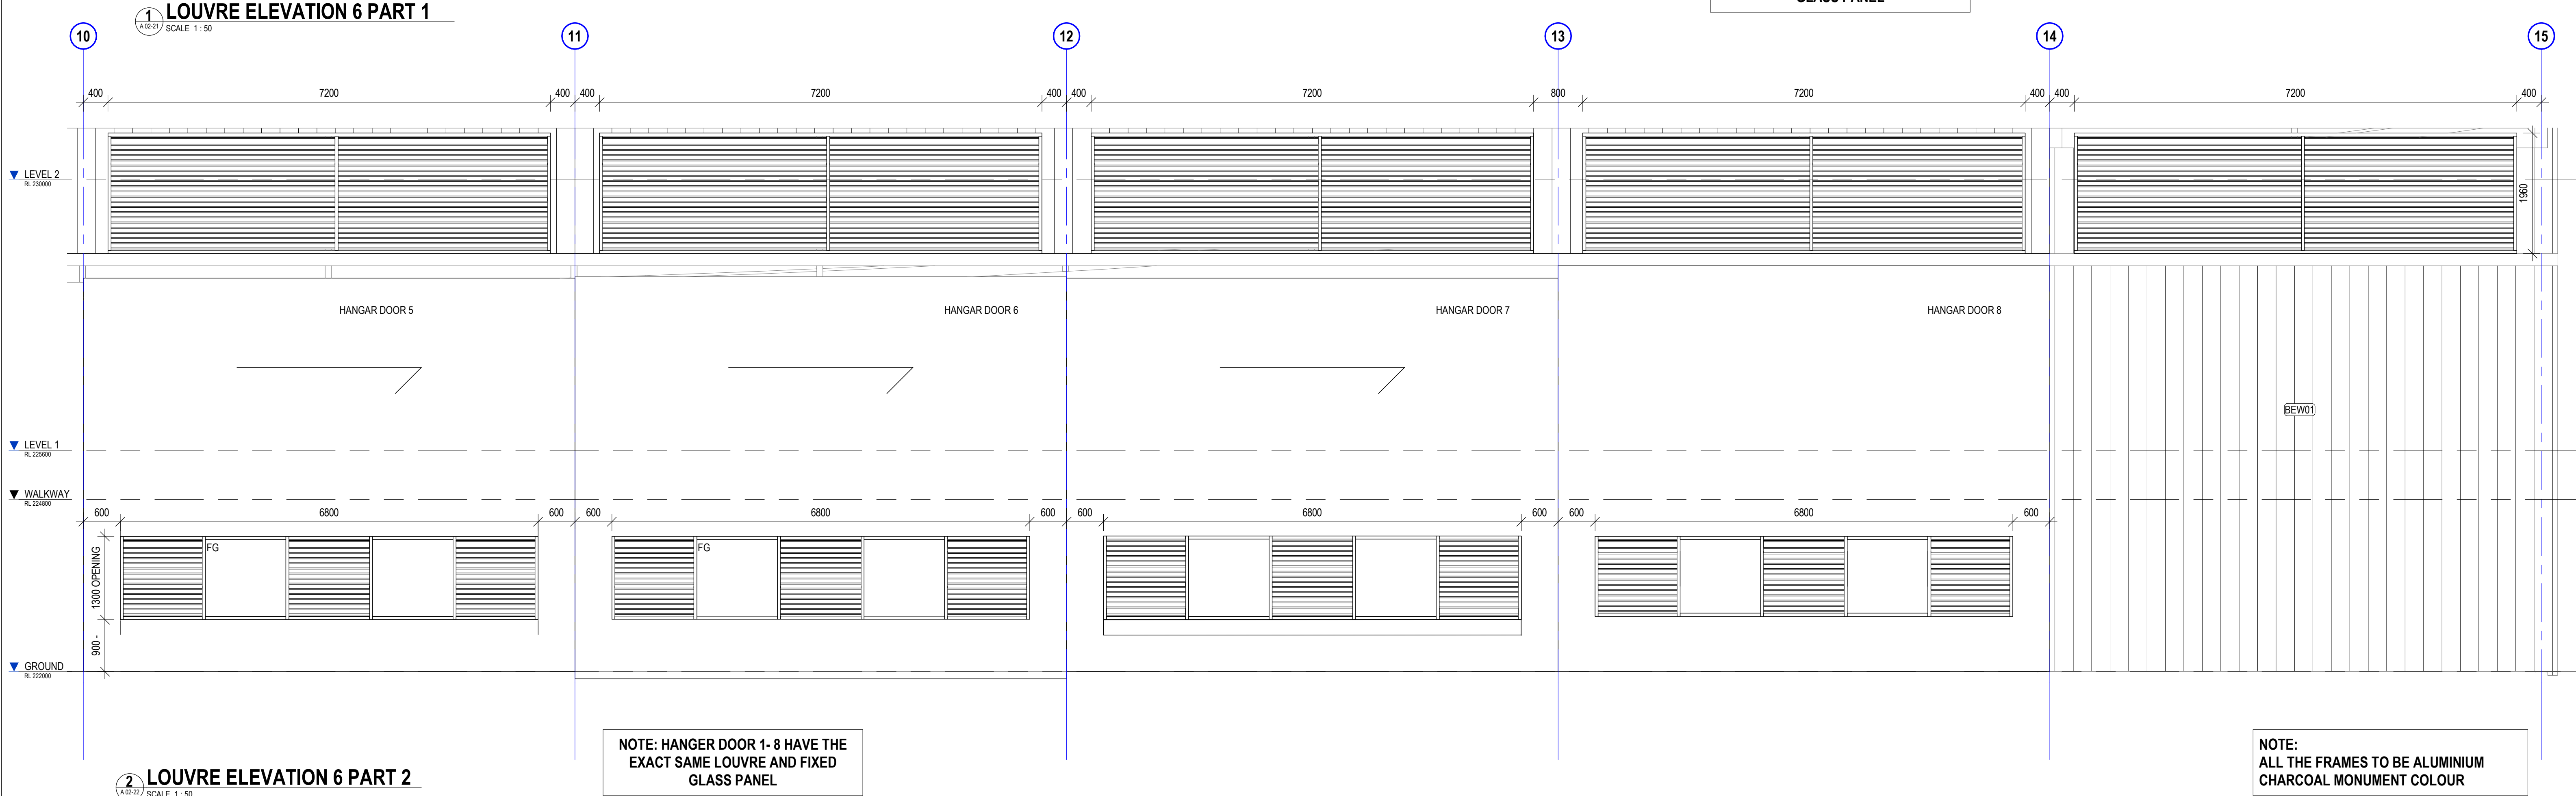 GLASS PANEL
1
A 02-21
LOUVRE ELEVATION 6 PART 1
SCALE 1 : 50
10 11 12 13 14 15
400 7200 400 400 7200 400 400 7200 800 7200 400 400 7200 400
LEVEL 2
RL 230000
1960
HANGAR DOOR 5 HANGAR DOOR 6 HANGAR DOOR 7 HANGAR DOOR 8
BEW01
LEVEL 1
RL 225600
WALKWAY
RL 224800
600 6800 600 600 6800 600 600 6800 600 600 6800 600
1300 OPENING
FG FG
900 -
GROUND
RL 222000
NOTE: HANGER DOOR 1- 8 HAVE THE
EXACT SAME LOUVRE AND FIXED
GLASS PANEL
NOTE:
ALL THE FRAMES TO BE ALUMINIUM
CHARCOAL MONUMENT COLOUR
2
A 02-22
LOUVRE ELEVATION 6 PART 2
SCALE 1 : 50